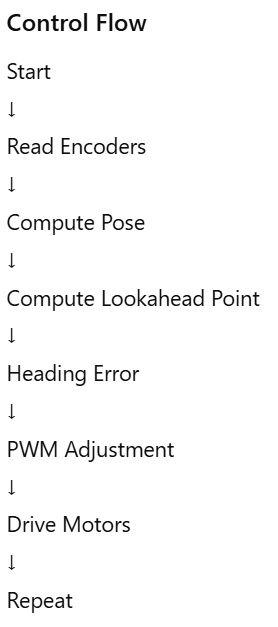 Control Flow
Start
↓
Read Encoders
↓
Compute Pose
↓
Compute Lookahead Point
↓
Heading Error
↓
PWM Adjustment
↓
Drive Motors
↓
Repeat